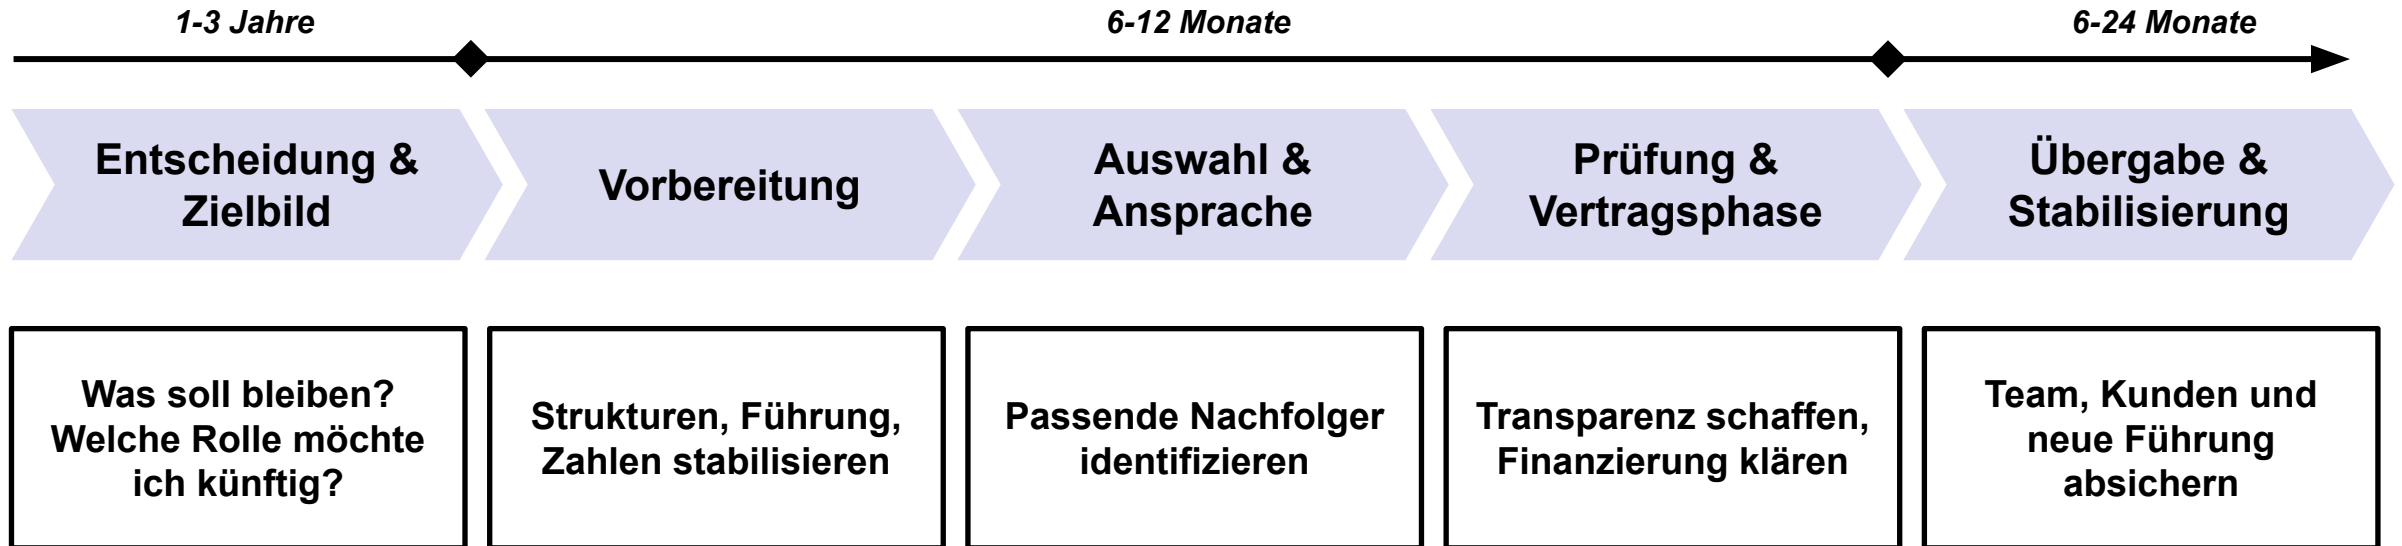 1-3 Jahre
6-12 Monate
6-24 Monate
Entscheidung &
Zielbild
Vorbereitung
Auswahl &
Ansprache
Prüfung &
Vertragsphase
Übergabe &
Stabilisierung
Was soll bleiben?
Welche Rolle möchte
ich künftig?
Strukturen, Führung,
Zahlen stabilisieren
Passende Nachfolger
identifizieren
Transparenz schaffen,
Finanzierung klären
Team, Kunden und
neue Führung
absichern